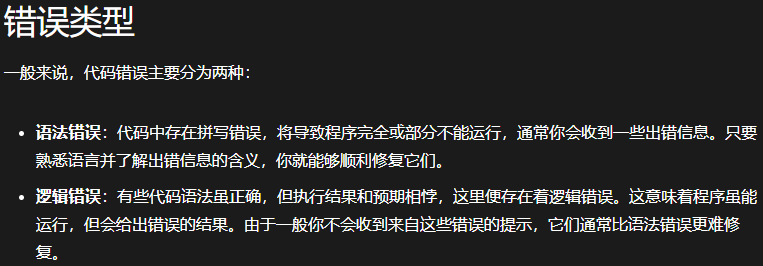 错误类型
一般来说，代码错误主要分为两种：
• 语法错误：代码中存在拼写错误，将导致程序完全或部分不能运行，通常你会收到一些出错信息。只要
熟悉语言并了解出错信息的含义，你就能够顺利修复它们。
• 逻辑错误：有些代码语法虽正确，但执行结果和预期相悖，这里便存在着逻辑错误。这意味着程序虽能
运行，但会给出错误的结果。由于一般你不会收到来自这些错误的提示，它们通常比语法错误更难修
复。